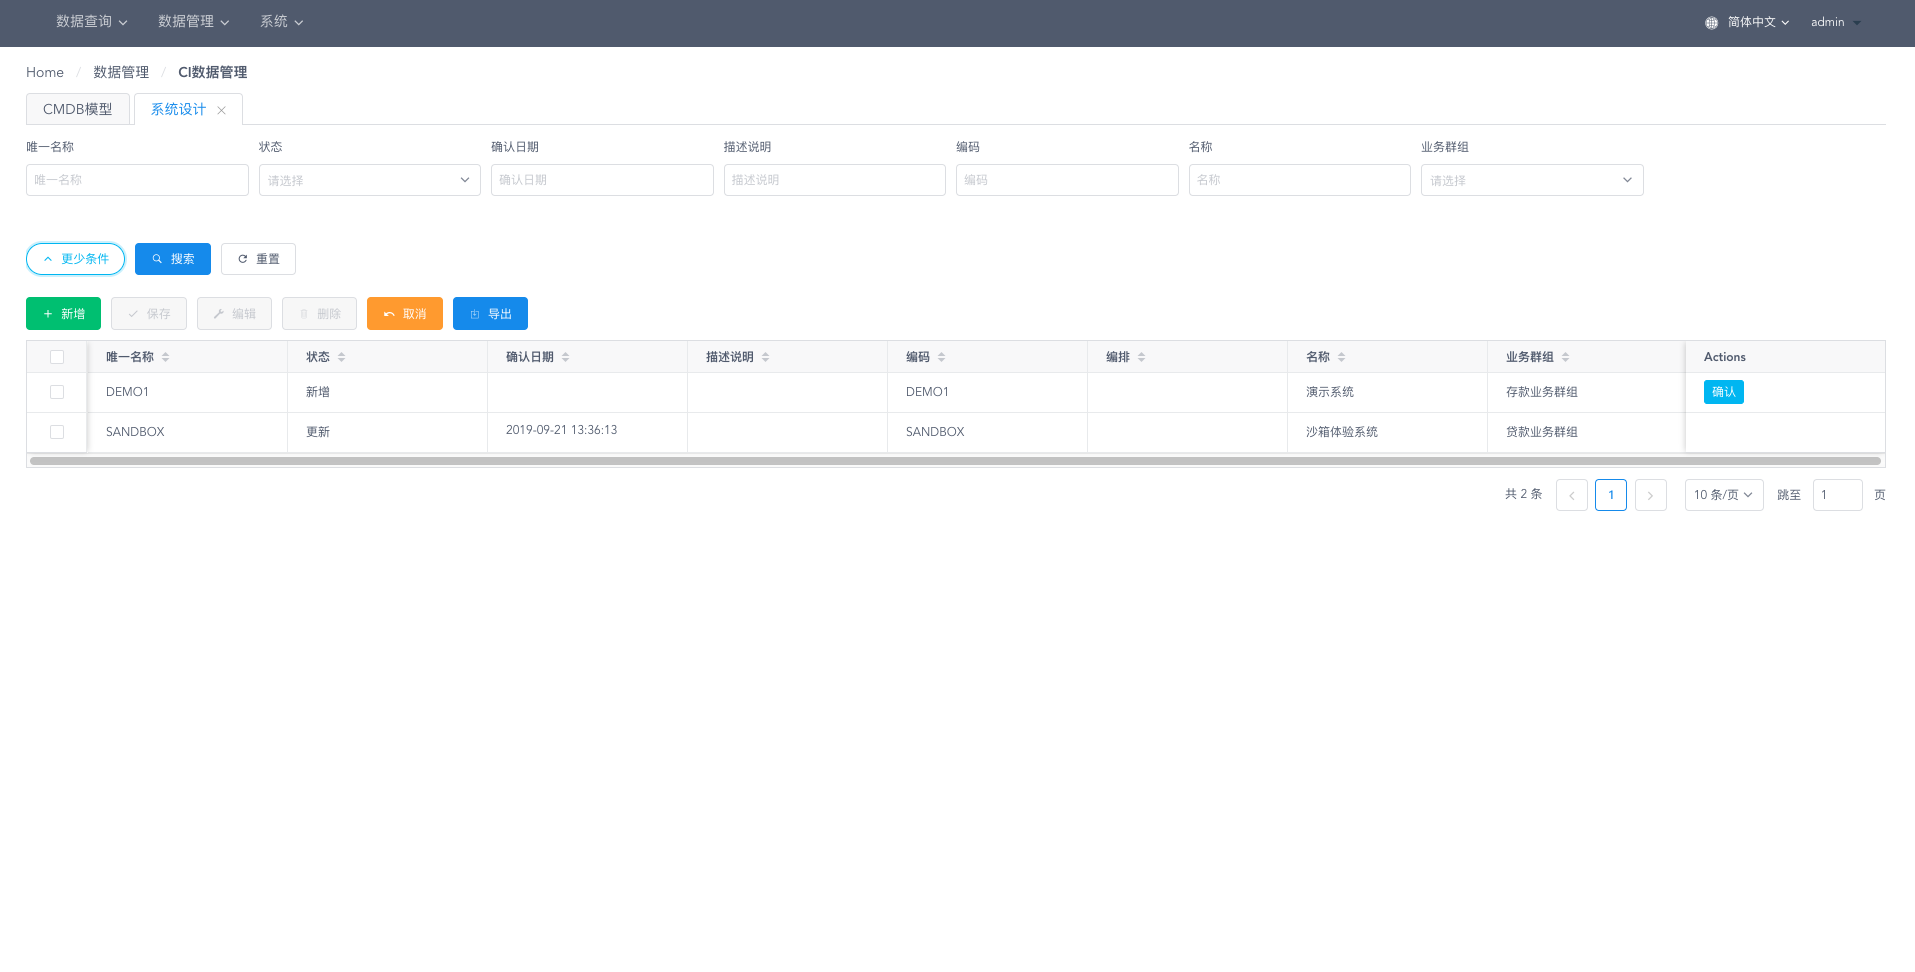 数据查询 数据管理 系统 简体中文 admin
Home / 数据管理 / CI数据管理
CMDB模型 系统设计
唯一名称 状态 确认日期 描述说明 编码 名称 业务群组
唯一名称 请选择 确认日期 描述说明 编码 名称 请选择
更少条件 搜索 重置
新增 保存 编辑 删除 取消 导出
唯一名称 状态 确认日期 描述说明 编码 编排 名称 业务群组 Actions
DEMO1 新增 DEMO1 演示系统 存款业务群组 确认
SANDBOX 更新 2019-09-21 13:36:13 SANDBOX 沙箱体验系统 贷款业务群组
共 2 条 1 10 条/页 跳至 1 页